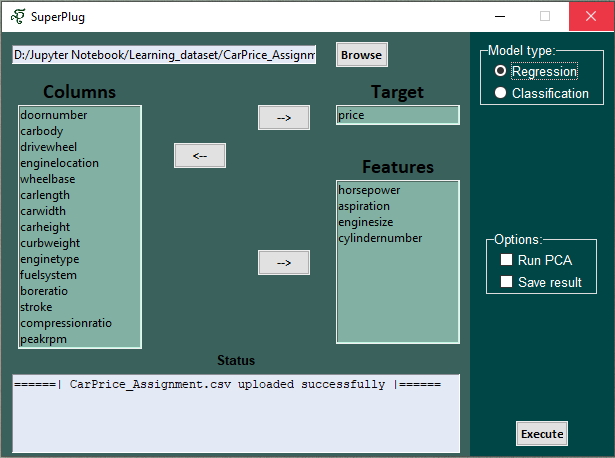 SuperPlug
D:/Jupyter Notebook/Learning_dataset/CarPrice_Assignm
Browse
Model type:
Regression
Classification
Columns
doornumber
carbody
drivewheel
enginelocation
wheelbase
carlength
carwidth
carheight
curbweight
enginetype
fuelsystem
boreratio
stroke
compressionratio
peakrpm
-->
<--
-->
Target
price
Features
horsepower
aspiration
enginesize
cylindernumber
Options:
Run PCA
Save result
Status
======| CarPrice_Assignment.csv uploaded successfully |======
Execute